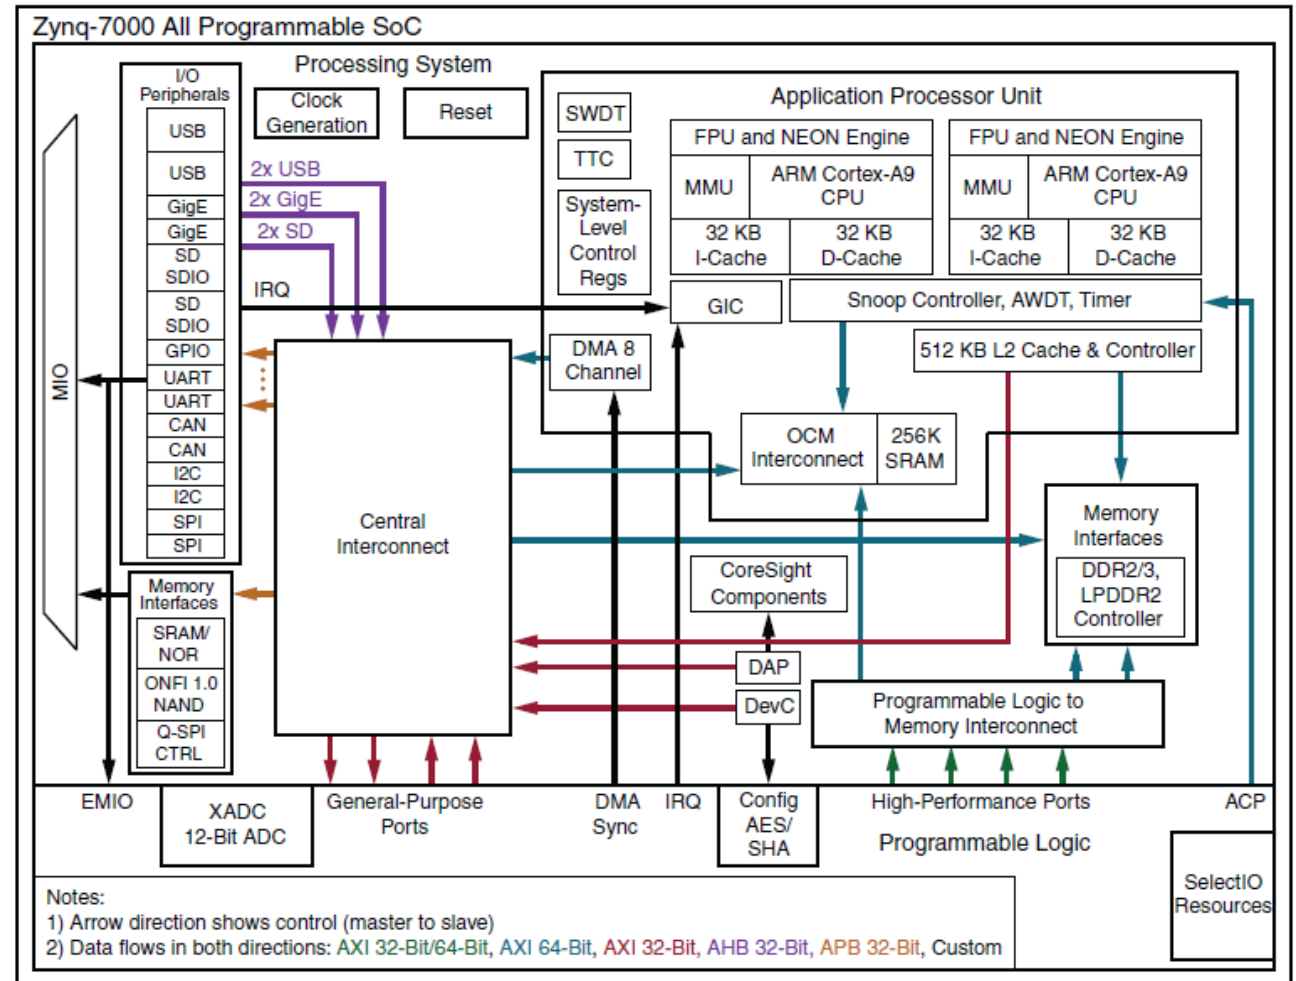 Zynq-7000 All Programmable SoC
Processing System
I/O
Peripherals
USB
USB
GigE
GigE
SD
SDIO
SD
SDIO
GPIO
UART
UART
CAN
CAN
I2C
I2C
SPI
SPI
MIO
Clock
Generation
Reset
2x USB
2x GigE
2x SD
IRQ
Application Processor Unit
SWDT
TTC
System-
Level
Control
Regs
FPU and NEON Engine
MMU
ARM Cortex-A9
CPU
32 KB
I-Cache
32 KB
D-Cache
FPU and NEON Engine
MMU
ARM Cortex-A9
CPU
32 KB
I-Cache
32 KB
D-Cache
GIC
Snoop Controller, AWDT, Timer
DMA 8
Channel
512 KB L2 Cache & Controller
OCM
Interconnect
256K
SRAM
Central
Interconnect
Memory
Interfaces
DDR2/3,
LPDDR2
Controller
CoreSight
Components
DAP
DevC
Programmable Logic to
Memory Interconnect
Memory
Interfaces
SRAM/
NOR
ONFI 1.0
NAND
Q-SPI
CTRL
EMIO
XADC
12-Bit ADC
General-Purpose
Ports
DMA
Sync
IRQ
Config
AES/
SHA
High-Performance Ports
ACP
Programmable Logic
SelectIO
Resources
Notes:
1) Arrow direction shows control (master to slave)
2) Data flows in both directions: AXI 32-Bit/64-Bit, AXI 64-Bit, AXI 32-Bit, AHB 32-Bit, APB 32-Bit, Custom